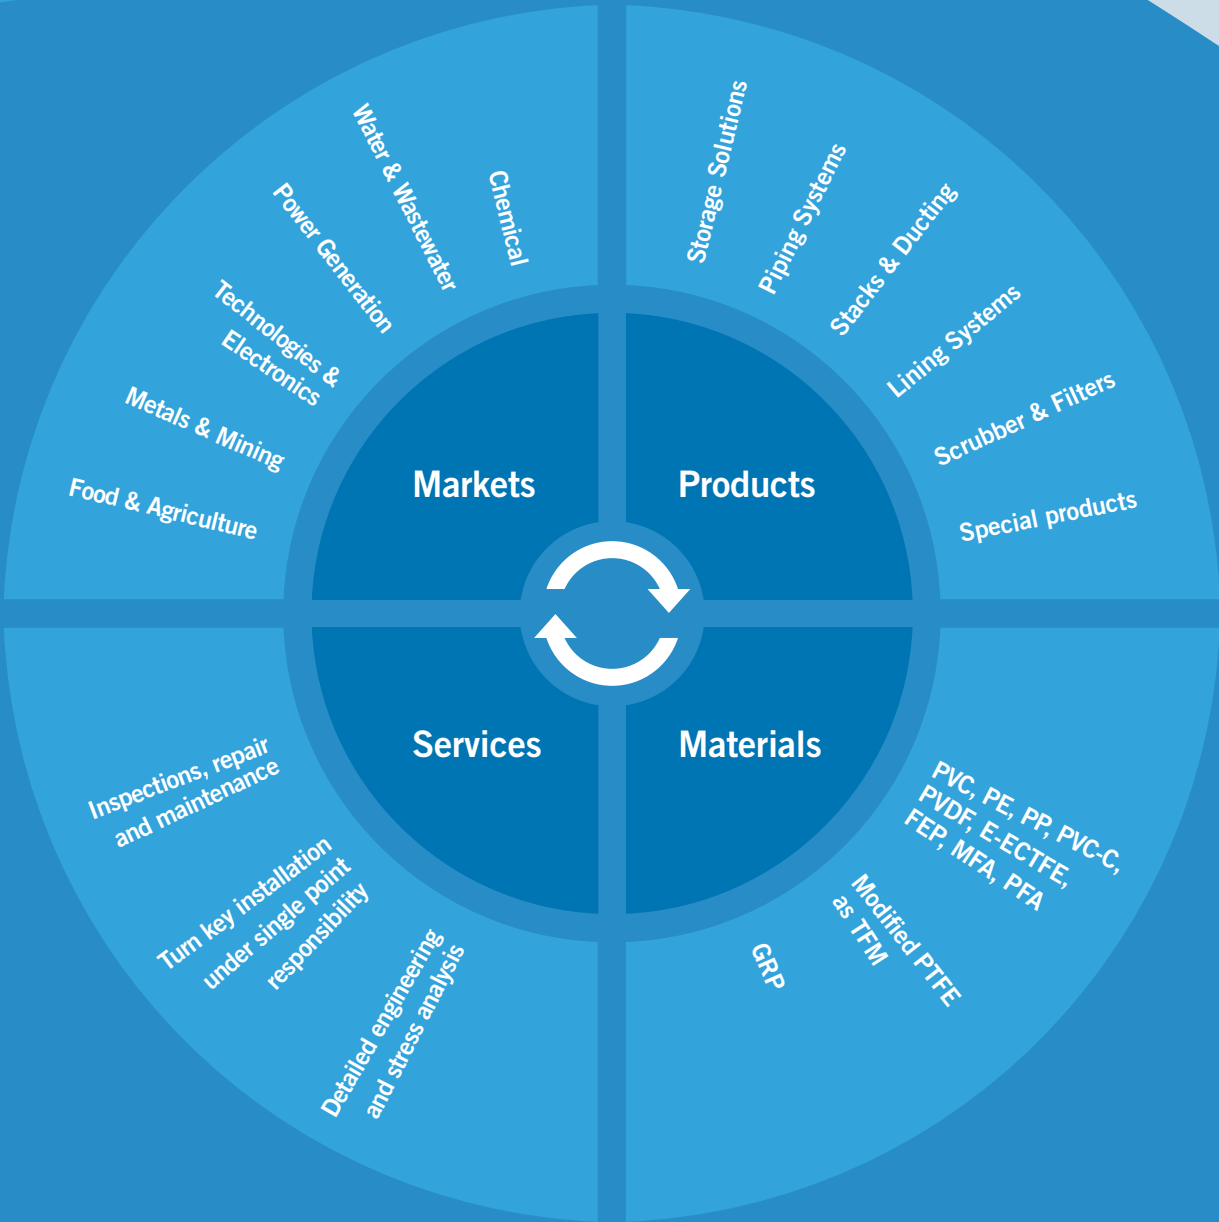 Markets
Chemical
Water & Wastewater
Power Generation
Technologies &
Electronics
Metals & Mining
Food & Agriculture
Products
Storage Solutions
Piping Systems
Stacks & Ducting
Lining Systems
Scrubber & Filters
Special products
Services
Inspections, repair
and maintenance
Turn key installation
under single point
responsibility
Detailed engineering
and stress analysis
Materials
PVC, PE, PP, PVC-C,
PVDF, E-ECTFE,
FEP, MFA, PFA
Modified PTFE
as TFM
GRP